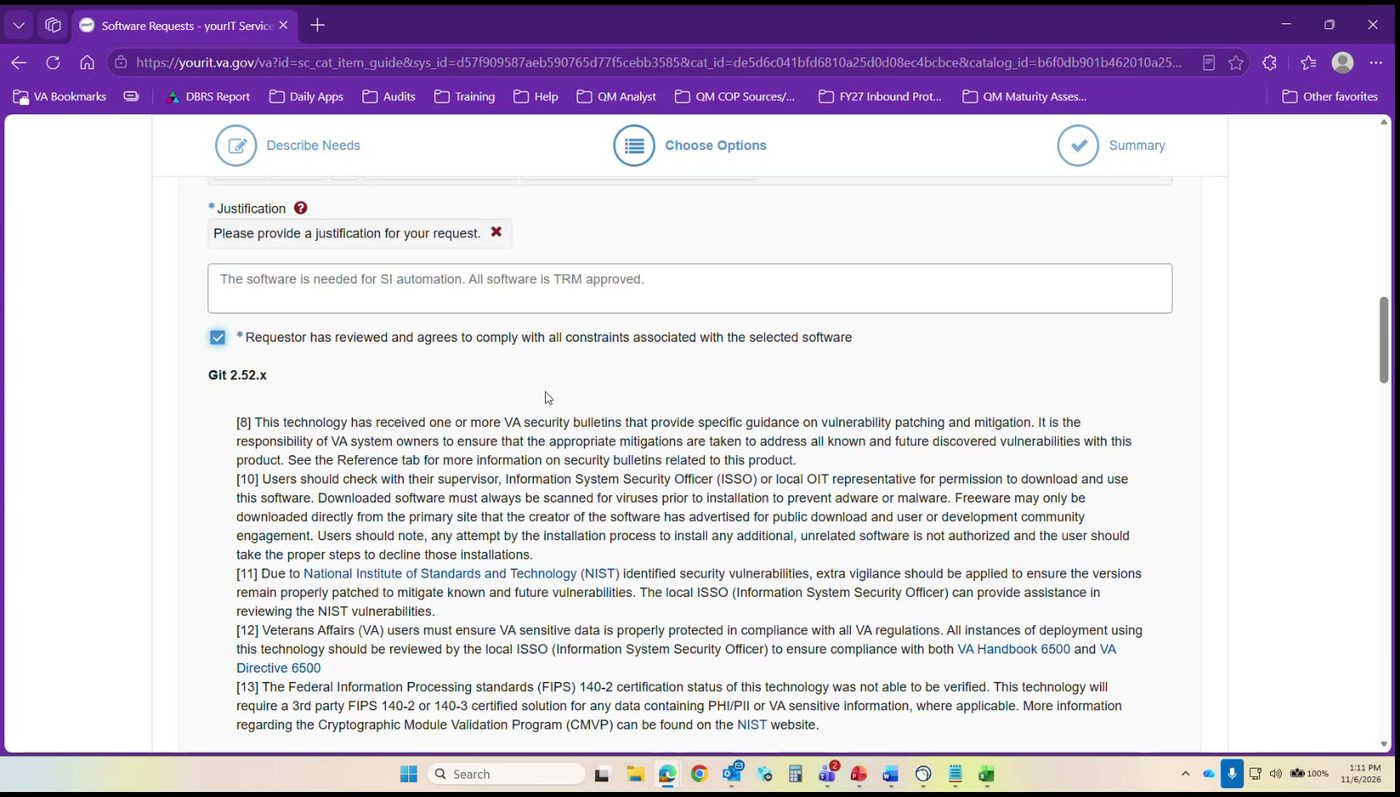 Software Requests - yourIT Service
https://yourit.va.gov/va?id=sc_cat_item_guide&sys_id=d57f909587aeb590765d77f5cebb3585&cat_id=de5d6c041bfd6810a25d0d08ec4bcbce&catalog_id=b6f0db901b462010a25...
VA Bookmarks
DBRS Report
Daily Apps
Audits
Training
Help
QM Analyst
QM COP Sources/...
FY27 Inbound Prot...
QM Maturity Asses...
Other favorites
Describe Needs
Choose Options
Summary
*Justification ?
Please provide a justification for your request.
The software is needed for SI automation. All software is TRM approved.
*Requestor has reviewed and agrees to comply with all constraints associated with the selected software
Git 2.52.x
[8] This technology has received one or more VA security bulletins that provide specific guidance on vulnerability patching and mitigation. It is the
responsibility of VA system owners to ensure that the appropriate mitigations are taken to address all known and future discovered vulnerabilities with this
product. See the Reference tab for more information on security bulletins related to this product.
[10] Users should check with their supervisor, Information System Security Officer (ISSO) or local OIT representative for permission to download and use
this software. Downloaded software must always be scanned for viruses prior to installation to prevent adware or malware. Freeware may only be
downloaded directly from the primary site that the creator of the software has advertised for public download and user or development community
engagement. Users should note, any attempt by the installation process to install any additional, unrelated software is not authorized and the user should
take the proper steps to decline those installations.
[11] Due to National Institute of Standards and Technology (NIST) identified security vulnerabilities, extra vigilance should be applied to ensure the versions
remain properly patched to mitigate known and future vulnerabilities. The local ISSO (Information System Security Officer) can provide assistance in
reviewing the NIST vulnerabilities.
[12] Veterans Affairs (VA) users must ensure VA sensitive data is properly protected in compliance with all VA regulations. All instances of deployment using
this technology should be reviewed by the local ISSO (Information System Security Officer) to ensure compliance with both VA Handbook 6500 and VA
Directive 6500
[13] The Federal Information Processing standards (FIPS) 140-2 certification status of this technology was not able to be verified. This technology will
require a 3rd party FIPS 140-2 or 140-3 certified solution for any data containing PHI/PII or VA sensitive information, where applicable. More information
regarding the Cryptographic Module Validation Program (CMVP) can be found on the NIST website.
Search
2
100%
1:11 PM
11/6/2026